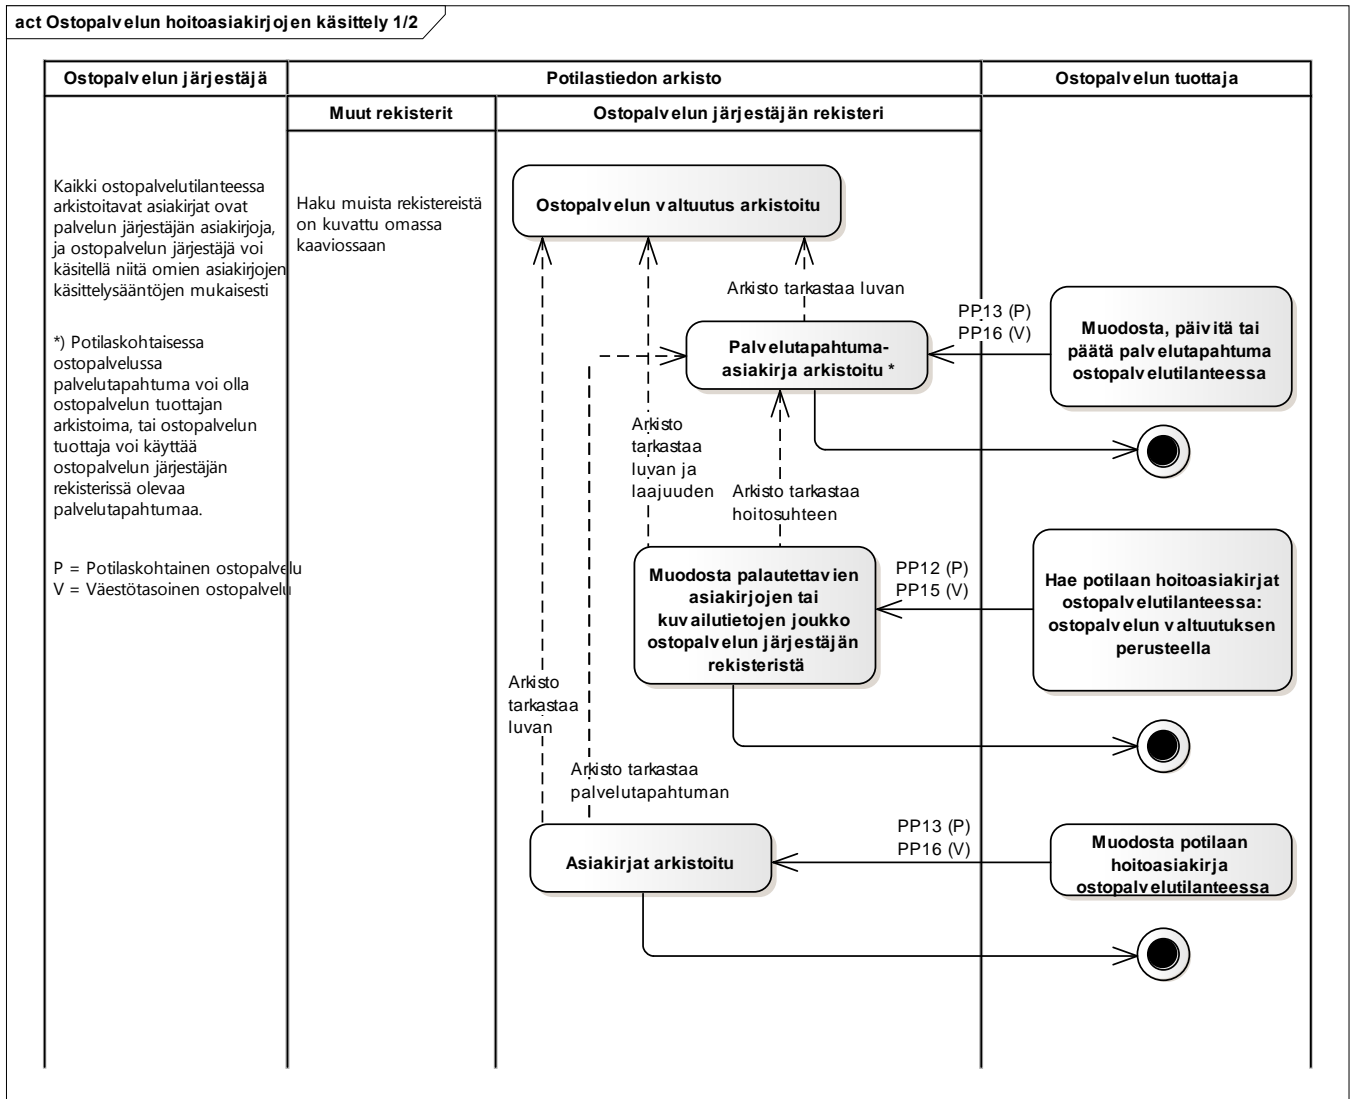 act Ostopalvelun hoitoasiakirjojen käsittely 1/2
Ostopalvelun järjestäjä
Potilastiedon arkisto
Ostopalvelun tuottaja
Muut rekisterit
Ostopalvelun järjestäjän rekisteri
Kaikki ostopalvelutilanteessa
arkistoitavat asiakirjat ovat
palvelun järjestäjän asiakirjoja,
ja ostopalvelun järjestäjä voi
käsitellä niitä omien asiakirjojen
käsittelysääntöjen mukaisesti
*) Potilaskohtaisessa
ostopalvelussa
palvelutapahtuma voi olla
ostopalvelun tuottajan
arkistoima, tai ostopalvelun
tuottaja voi käyttää
ostopalvelun järjestäjän
rekisterissä olevaa
palvelutapahtumaa.
P = Potilaskohtainen ostopalvelu
V = Väestötasoinen ostopalvelu
Haku muista rekistereistä
on kuvattu omassa
kaaviossaan
Ostopalvelun valtuutus arkistoitu
Arkisto tarkastaa luvan
Palvelutapahtuma-
asiakirja arkistoitu *
PP13 (P)
PP16 (V)
Muodosta, päivitä tai
päätä palvelutapahtuma
ostopalvelutilanteessa
Arkisto
tarkastaa
luvan ja
laajuuden
Arkisto tarkastaa
hoitosuhteen
Muodosta palautettavien
asiakirjojen tai
kuvailutietojen joukko
ostopalvelun järjestäjän
rekisteristä
PP12 (P)
PP15 (V)
Hae potilaan hoitoasiakirjat
ostopalvelutilanteessa:
ostopalvelun valtuutuksen
perusteella
Arkisto
tarkastaa
luvan
Arkisto tarkastaa
palvelutapahtuman
Asiakirjat arkistoitu
PP13 (P)
PP16 (V)
Muodosta potilaan
hoitoasiakirja
ostopalvelutilanteessa